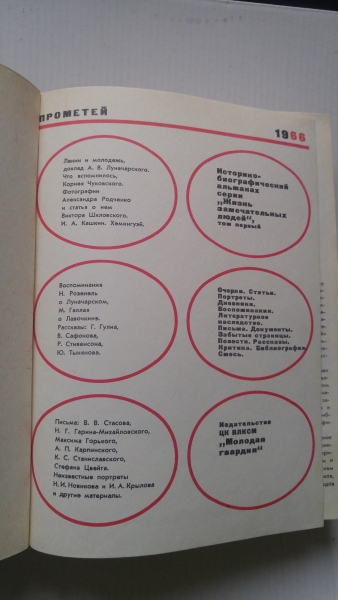 ПРОМЕТЕЙ
1966
Ленин и молодежь,
доклад А. В. Луначарского.
Что вспомнилось,
Корнея Чуковского.
Фотографии
Александра Родченко
и статья о нем
Виктора Шкловского.
И. А. Кашкин. Хемингуэй.
Историко-
биографический
альманах
серии
„Жизнь
замечательных
людей“,
том первый
Воспоминания
Н. Розенель
о Луначарском,
М. Галлая
о Лавочкине.
Рассказы: Г. Гулиа,
В. Сафонова,
Р. Стивенсона,
Ю. Тынянова.
Очерки. Статьи.
Портреты.
Дневники.
Воспоминания.
Литературное
наследство.
Письма. Документы.
Забытые страницы.
Повести. Рассказы.
Критика. Библиография.
Смесь.
Письма: В. В. Стасова,
Н. Г. Гарина-Михайловского,
Максима Горького,
А. П. Карпинского,
К. С. Станиславского,
Стефана Цвейга.
Неизвестные портреты
Н. И. Новикова и И. А. Крылова
и другие материалы.
Издательство
ЦК ВЛКСМ
„Молодая
гвардия“